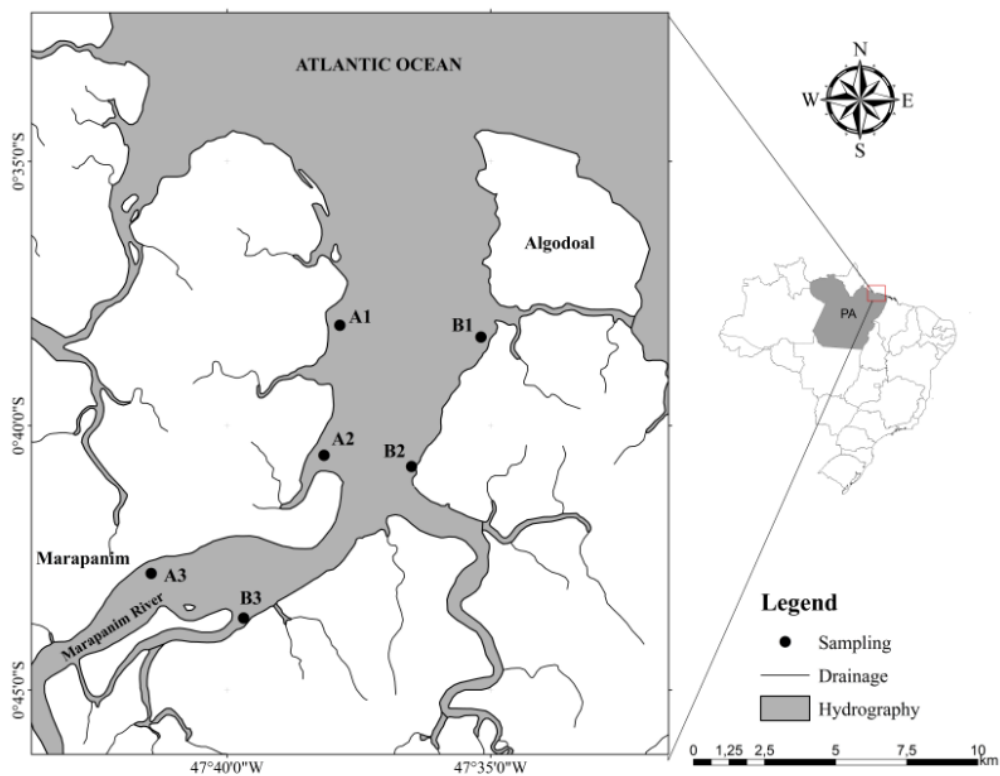 ATLANTIC OCEAN
N
W
E
S
0°35'0"S
Algodoal
PA
A1
B1
0°40'0"S
A2
B2
Marapanim
A3
B3
Marapanim River
0°45'0"S
47°40'0"W
47°35'0"W
Legend
Sampling
Drainage
Hydrography
0 1,25 2,5 5 7,5 10
km